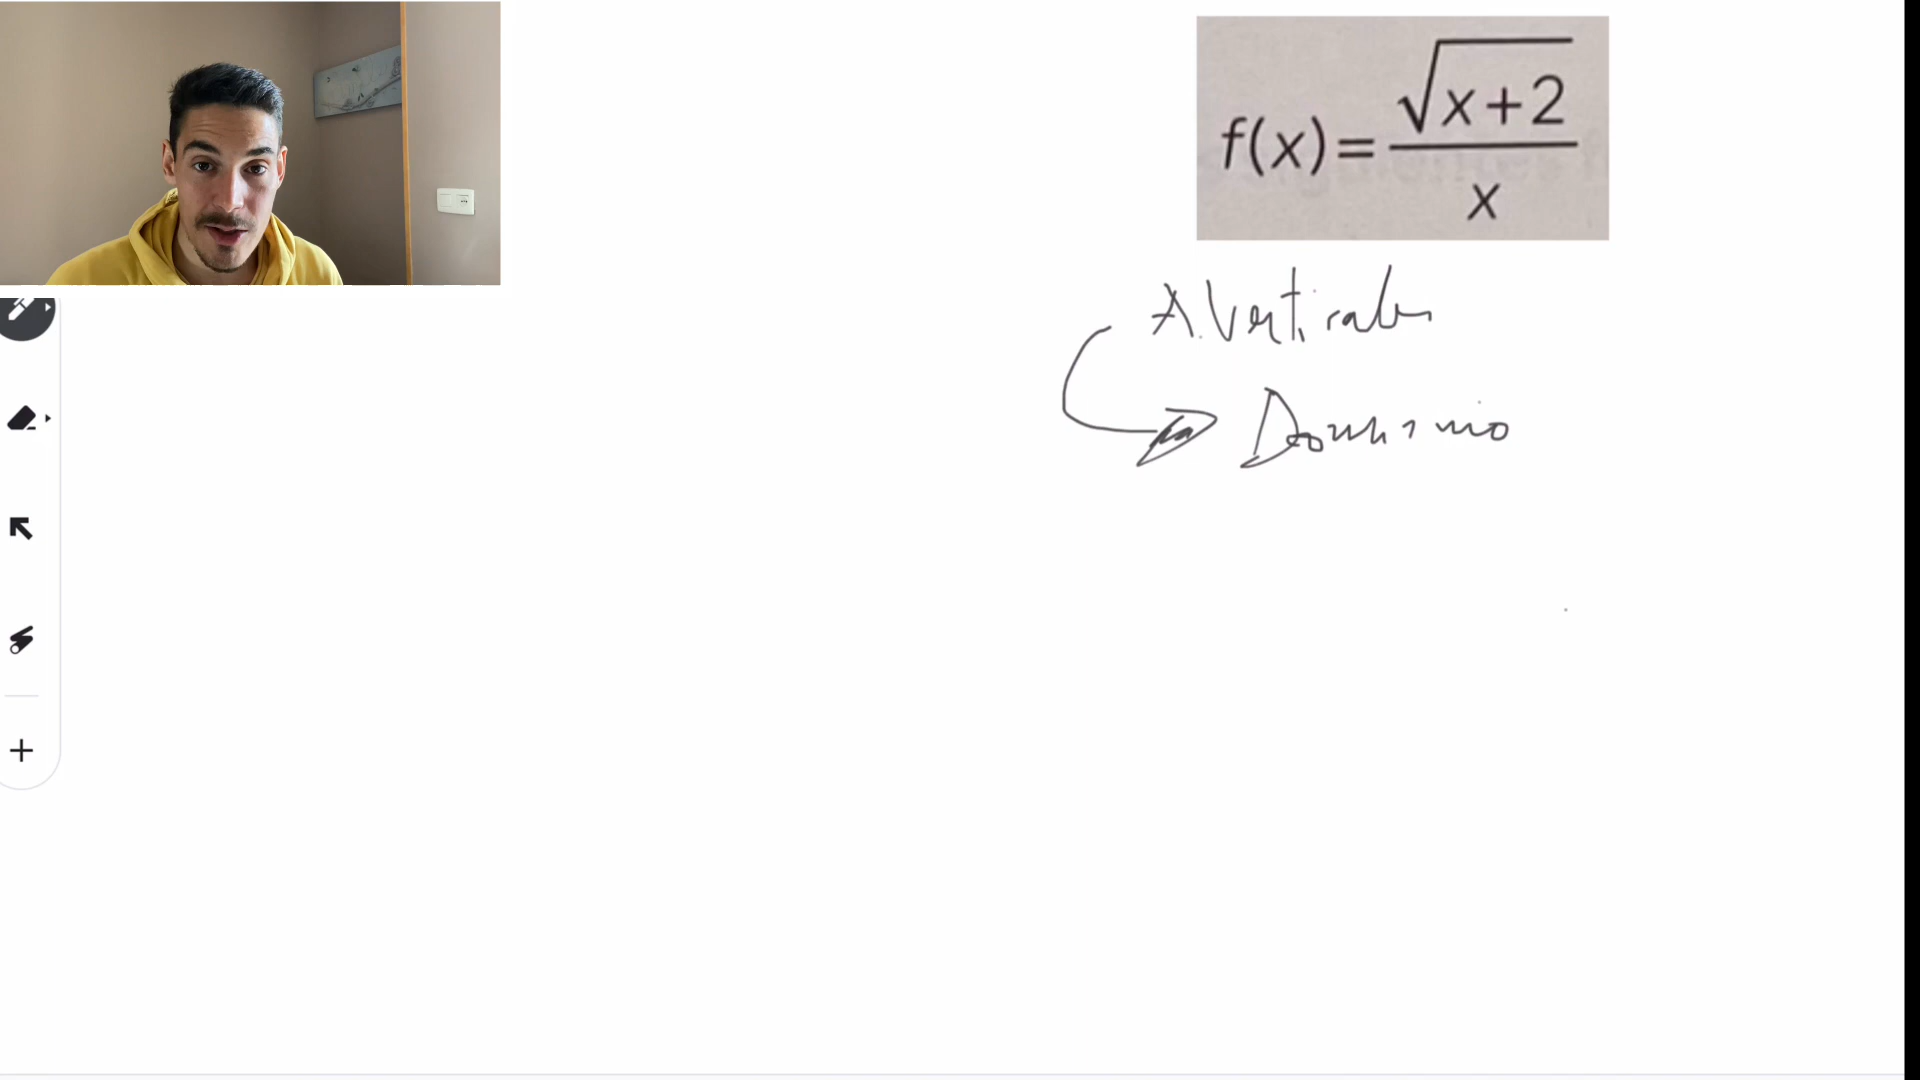 f(x) = √x+2 / x
A. Verticales
Dominio